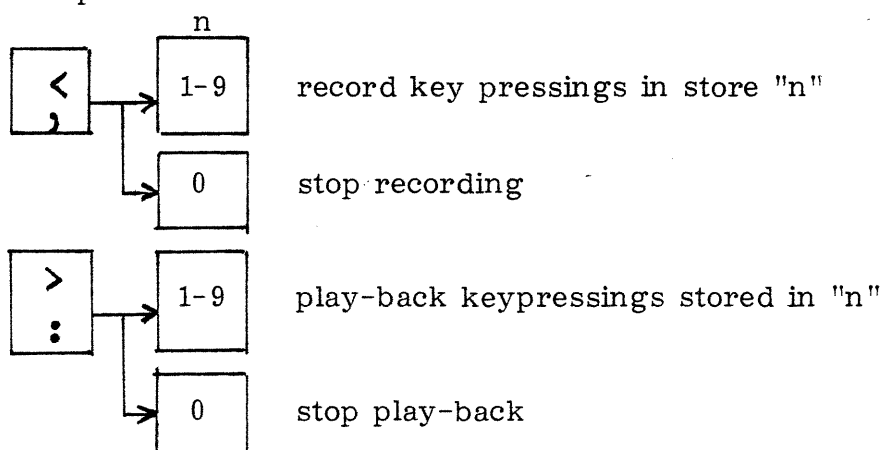 n
<
,
1-9 record key pressings in store "n"
0 stop recording
>
:
1-9 play-back keypressings stored in "n"
0 stop play-back